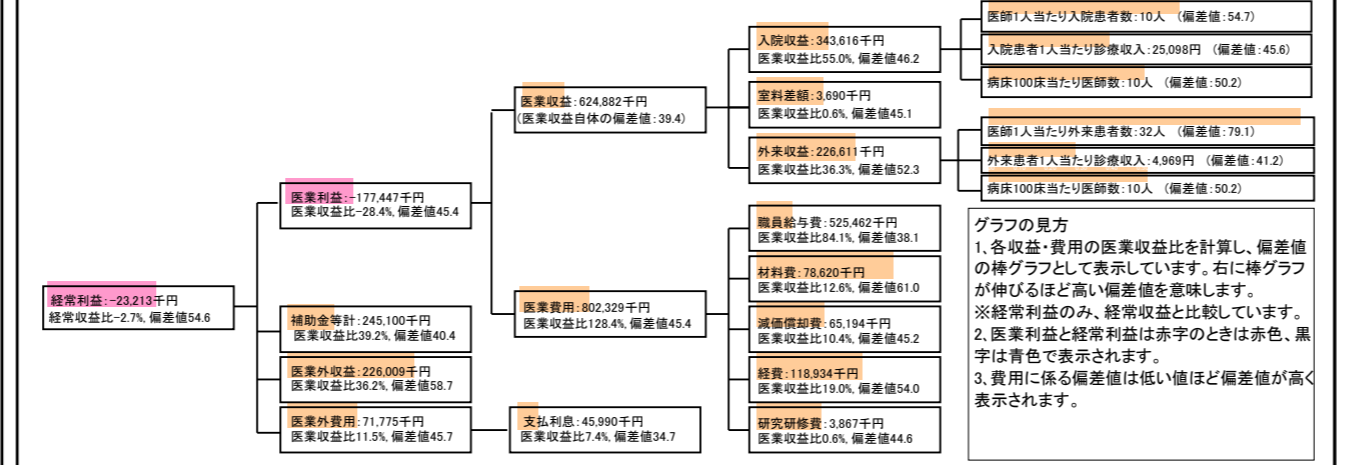 経常利益:-23,213千円
経常収支比-2.7%, 偏差値54.6
医業利益:-177,447千円
医業収益比-28.4%, 偏差値45.4
補助金等計:245,100千円
医業収益比39.2%, 偏差値40.4
医業外収益:226,009千円
医業収益比36.2%, 偏差値58.7
医業外費用:71,775千円
医業収益比11.5%, 偏差値45.7
支払利息:45,990千円
医業収益比7.4%, 偏差値34.7
医業収益:624,882千円
(医業収益自体の偏差値:39.4)
医業費用:802,329千円
医業収益比128.4%, 偏差値45.4
入院収益:343,616千円
医業収益比55.0%, 偏差値46.2
室料差額:3,690千円
医業収益比0.6%, 偏差値45.1
外来収益:226,611千円
医業収益比36.3%, 偏差値52.3
職員給与費:525,462千円
医業収益比84.1%, 偏差値38.1
材料費:78,620千円
医業収益比12.6%, 偏差値61.0
減価償却費:65,194千円
医業収益比10.4%, 偏差値45.2
経費:118,934千円
医業収益比19.0%, 偏差値54.0
研究研修費:3,867千円
医業収益比0.6%, 偏差値44.6
医師1人当たり入院患者数:10人 (偏差値:54.7)
入院患者1人当たり診療収入:25,098円 (偏差値:45.6)
病床100床当たり医師数:10人 (偏差値:50.2)
医師1人当たり外来患者数:32人 (偏差値:79.1)
外来患者1人当たり診療収入:4,969円 (偏差値:41.2)
病床100床当たり医師数:10人 (偏差値:50.2)
グラフの見方
1、各収益・費用の医業収益比を計算し、偏差値
の棒グラフとして表示しています。右に棒グラフ
が伸びるほど高い偏差値を意味します。
※経常利益のみ、経常収益と比較しています。
2、医業利益と経常利益は赤字のときは赤色、黒
字は青色で表示されます。
3、費用に係る偏差値は低い値ほど偏差値が高く
表示されます。